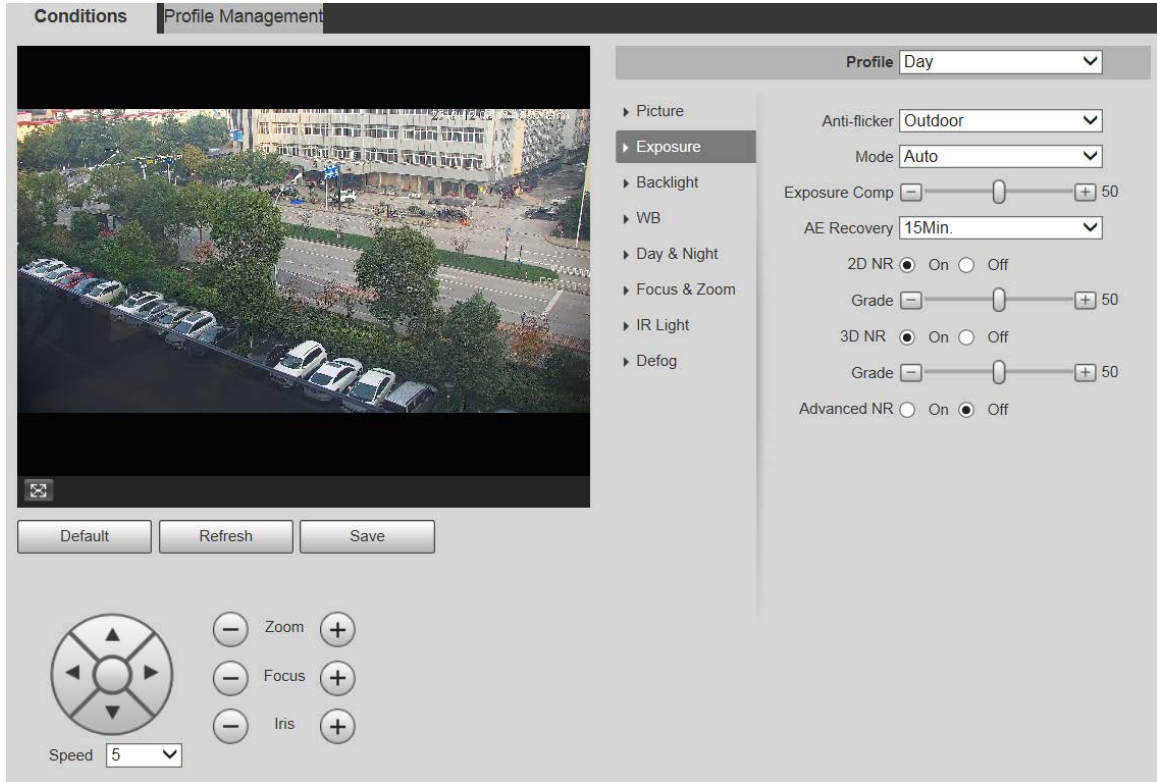 Conditions Profile Management
Profile Day
Picture
Exposure
Backlight
WB
Day & Night
Focus & Zoom
IR Light
Defog
Anti-flicker Outdoor
Mode Auto
Exposure Comp 50
AE Recovery 15Min.
2D NR On Off
Grade 50
3D NR On Off
Grade 50
Advanced NR On Off
Default Refresh Save
Zoom
Focus
Iris
Speed 5